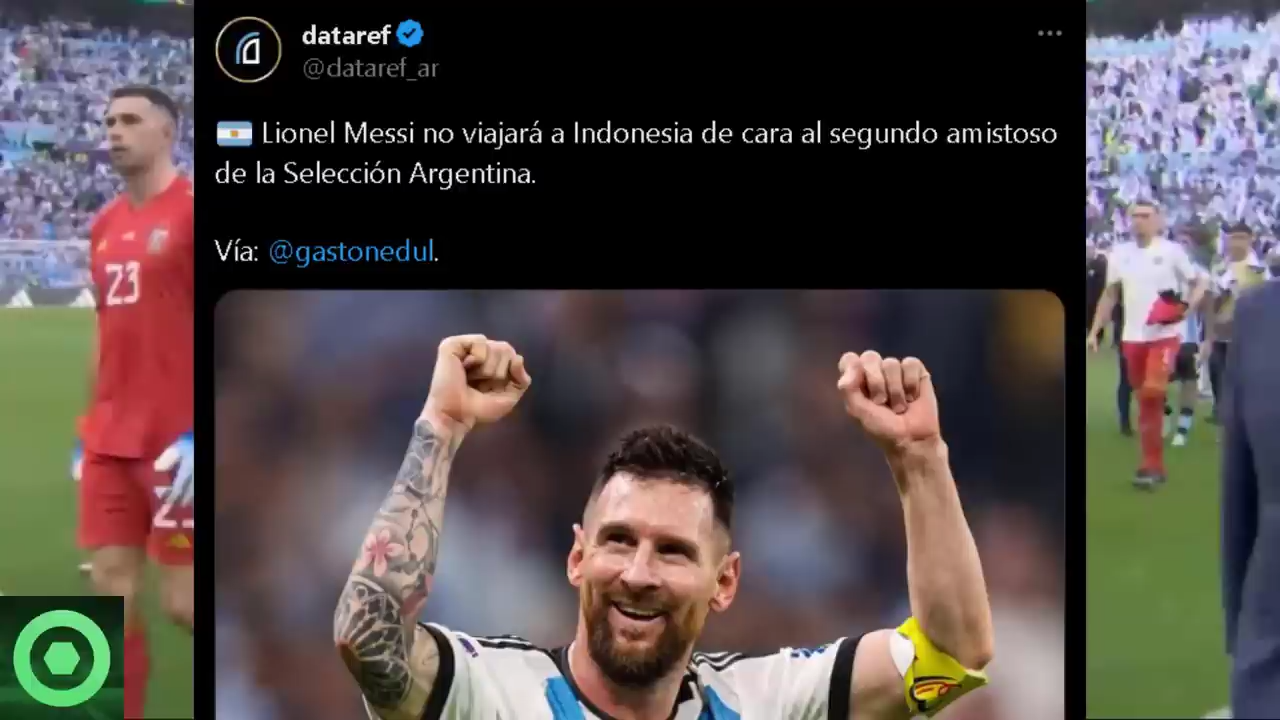 dataref
@dataref_ar
Lionel Messi no viajará a Indonesia de cara al segundo amistoso
de la Selección Argentina.
Vía: @gastonedul.
23